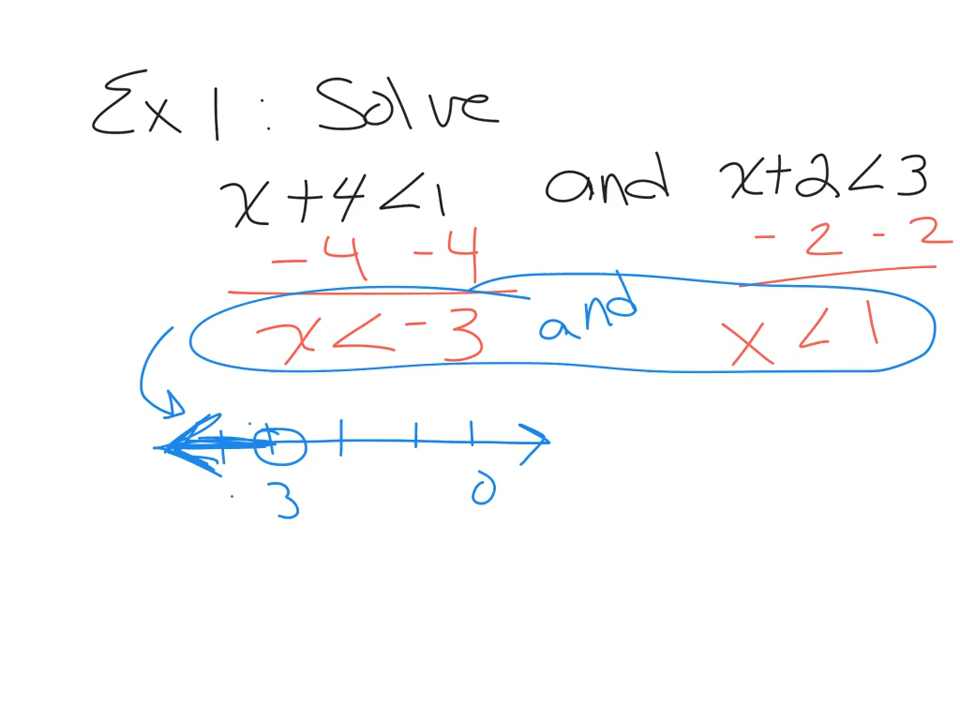 Ex 1 : Solve
x + 4 < 1 and x + 2 < 3
- 4 - 4 - 2 - 2
x < - 3 and x < 1
. 3 0